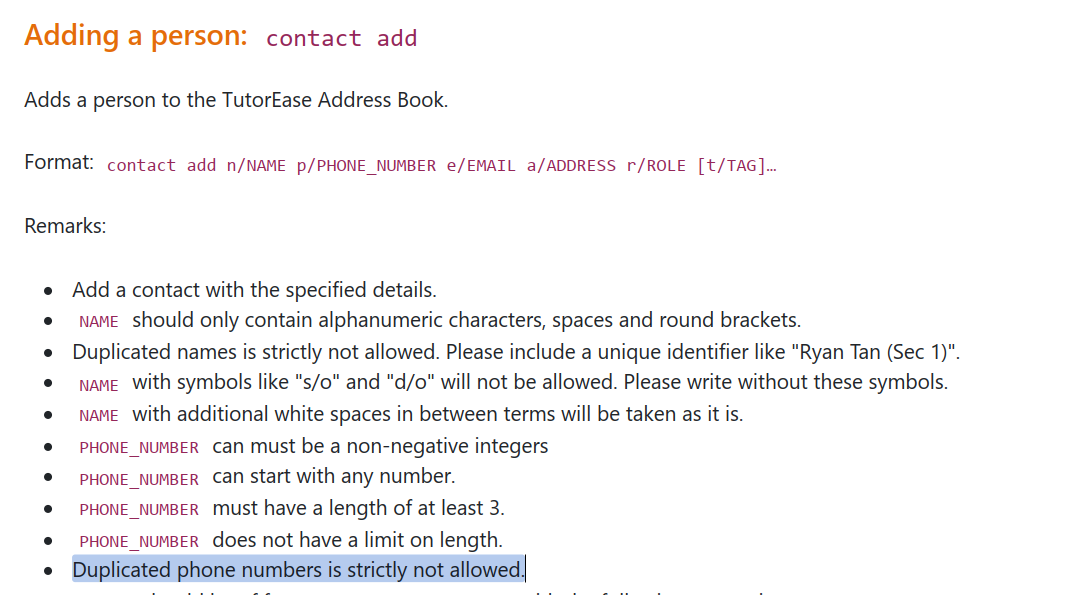 Adding a person: contact add
Adds a person to the TutorEase Address Book.
Format: contact add n/NAME p/PHONE_NUMBER e/EMAIL a/ADDRESS r/ROLE [t/TAG]…
Remarks:
Add a contact with the specified details.
NAME should only contain alphanumeric characters, spaces and round brackets.
Duplicated names is strictly not allowed. Please include a unique identifier like "Ryan Tan (Sec 1)".
NAME with symbols like "s/o" and "d/o" will not be allowed. Please write without these symbols.
NAME with additional white spaces in between terms will be taken as it is.
PHONE_NUMBER can must be a non-negative integers
PHONE_NUMBER can start with any number.
PHONE_NUMBER must have a length of at least 3.
PHONE_NUMBER does not have a limit on length.
Duplicated phone numbers is strictly not allowed.